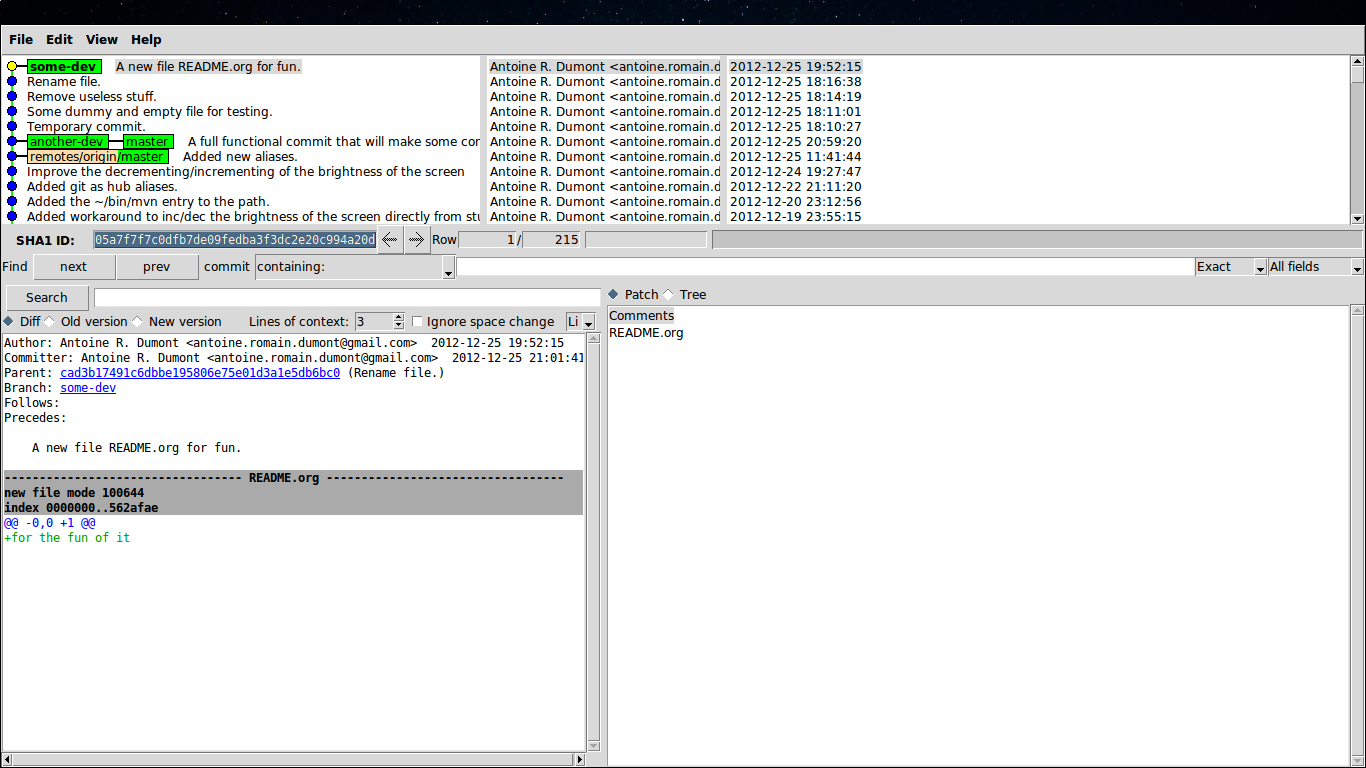 File Edit View Help
some-dev A new file README.org for fun. Antoine R. Dumont <antoine.romain.d 2012-12-25 19:52:15
Rename file. Antoine R. Dumont <antoine.romain.d 2012-12-25 18:16:38
Remove useless stuff. Antoine R. Dumont <antoine.romain.d 2012-12-25 18:14:19
Some dummy and empty file for testing. Antoine R. Dumont <antoine.romain.d 2012-12-25 18:11:01
Temporary commit. Antoine R. Dumont <antoine.romain.d 2012-12-25 18:10:27
another-dev master A full functional commit that will make some cor Antoine R. Dumont <antoine.romain.d 2012-12-25 20:59:20
remotes/origin/master Added new aliases. Antoine R. Dumont <antoine.romain.d 2012-12-25 11:41:44
Improve the decrementing/incrementing of the brightness of the screen Antoine R. Dumont <antoine.romain.d 2012-12-24 19:27:47
Added git as hub aliases. Antoine R. Dumont <antoine.romain.d 2012-12-22 21:11:20
Added the ~/bin/mvn entry to the path. Antoine R. Dumont <antoine.romain.d 2012-12-20 23:12:56
Added workaround to inc/dec the brightness of the screen directly from stu Antoine R. Dumont <antoine.romain.d 2012-12-19 23:55:15
SHA1 ID: 05a7f7f7c0dfb7de09fedba3f3dc2e20c994a20d Row 1 / 215
Find next prev commit containing: Exact All fields
Search
Patch Tree
Diff Old version New version Lines of context: 3 Ignore space change Li
Comments
README.org
Author: Antoine R. Dumont <antoine.romain.dumont@gmail.com> 2012-12-25 19:52:15
Committer: Antoine R. Dumont <antoine.romain.dumont@gmail.com> 2012-12-25 21:01:41
Parent: cad3b17491c6dbbe195806e75e01d3a1e5db6bc0 (Rename file.)
Branch: some-dev
Follows:
Precedes:
A new file README.org for fun.
---------------------------------- README.org ----------------------------------
new file mode 100644
index 0000000..562afae
@@ -0,0 +1 @@
+for the fun of it